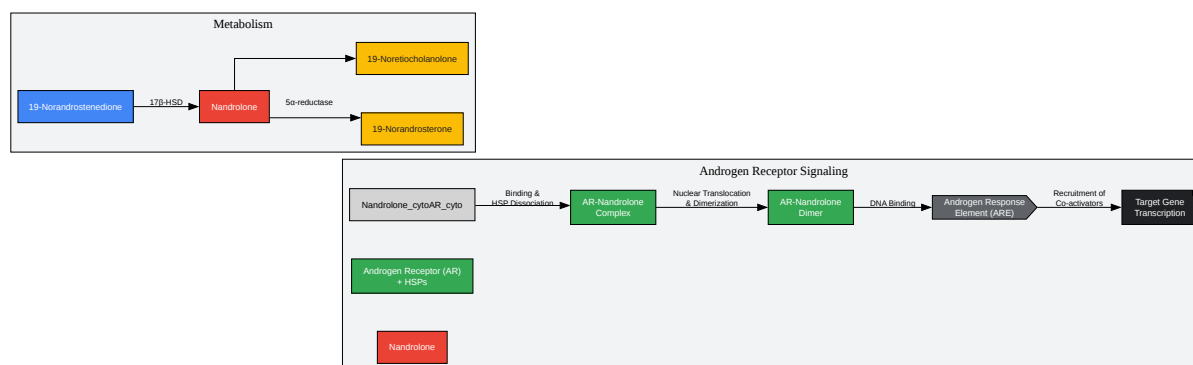 Metabolism
19-Noretiocholanolone
19-Norandrostenedione
17β-HSD
Nandrolone
5α-reductase
19-Norandrosterone
Androgen Receptor Signaling
Nandrolone_cytoAR_cyto
Binding &
HSP Dissociation
AR-Nandrolone
Complex
Nuclear Translocation
& Dimerization
AR-Nandrolone
Dimer
DNA Binding
Androgen Response
Element (ARE)
Recruitment of
Co-activators
Target Gene
Transcription
Androgen Receptor (AR)
+ HSPs
Nandrolone